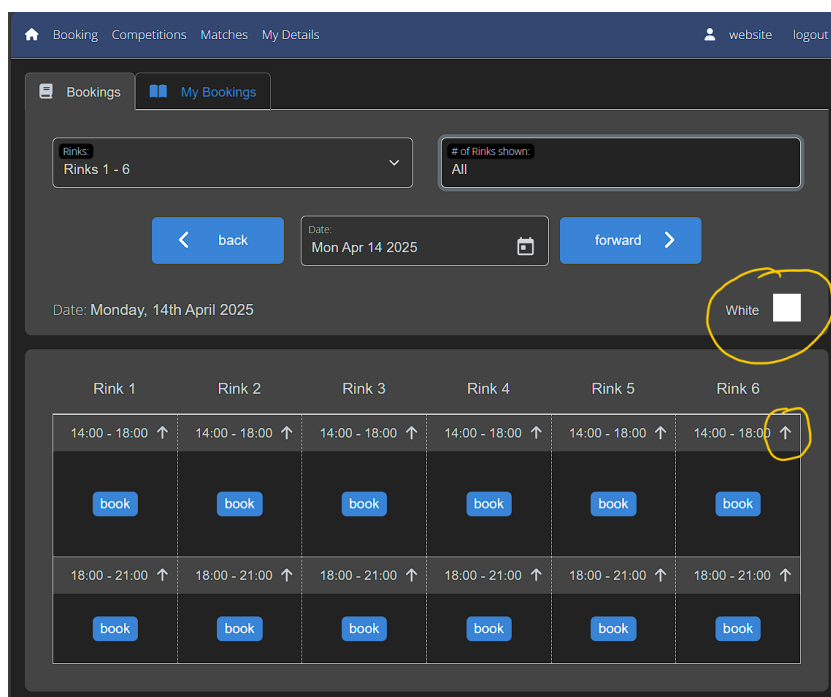 Booking Competitions Matches My Details website logout
Bookings My Bookings
Rinks: # of Rinks shown:
Rinks 1 - 6 All
back Date: forward
Mon Apr 14 2025
Date: Monday, 14th April 2025 White
Rink 1 Rink 2 Rink 3 Rink 4 Rink 5 Rink 6
14:00 - 18:00 ↑ 14:00 - 18:00 ↑ 14:00 - 18:00 ↑ 14:00 - 18:00 ↑ 14:00 - 18:00 ↑ 14:00 - 18:00 ↑
book book book book book book
18:00 - 21:00 ↑ 18:00 - 21:00 ↑ 18:00 - 21:00 ↑ 18:00 - 21:00 ↑ 18:00 - 21:00 ↑ 18:00 - 21:00 ↑
book book book book book book